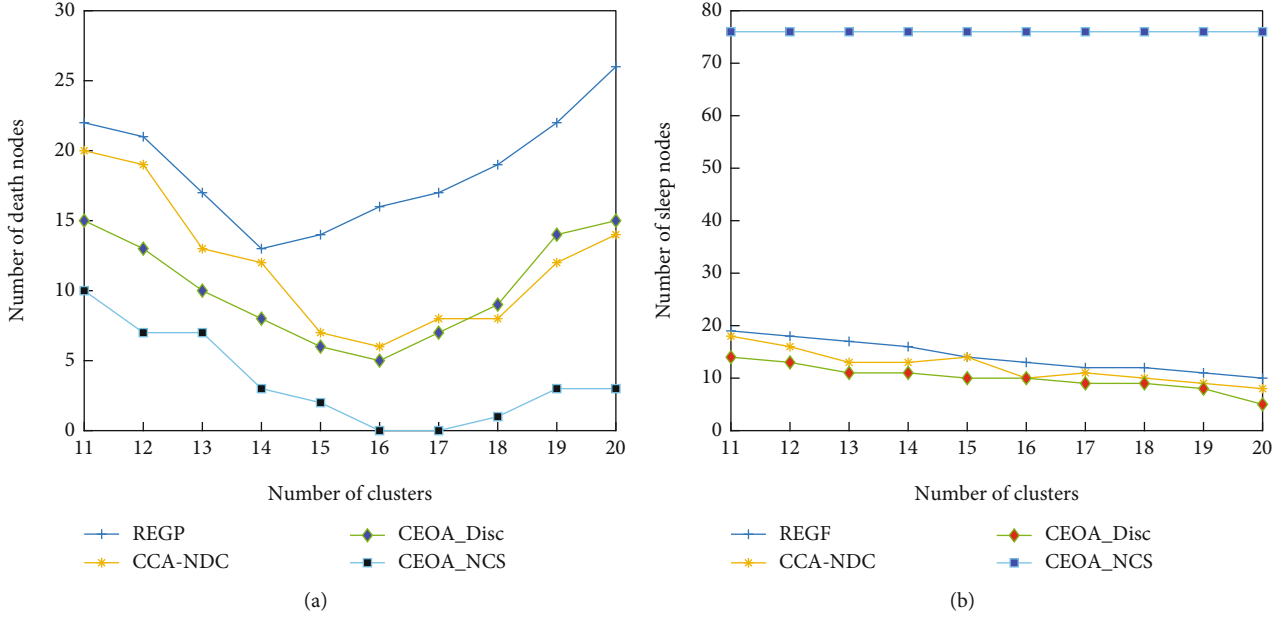 30
25
20
15
10
5
0
Number of death nodes
11 12 13 14 15 16 17 18 19 20
Number of clusters
REGP
CEOA_Disc
CCA-NDC
CEOA_NCS
(a)
80
70
60
50
40
30
20
10
0
Number of sleep nodes
11 12 13 14 15 16 17 18 19 20
Number of clusters
REGF
CEOA_Disc
CCA-NDC
CEOA_NCS
(b)